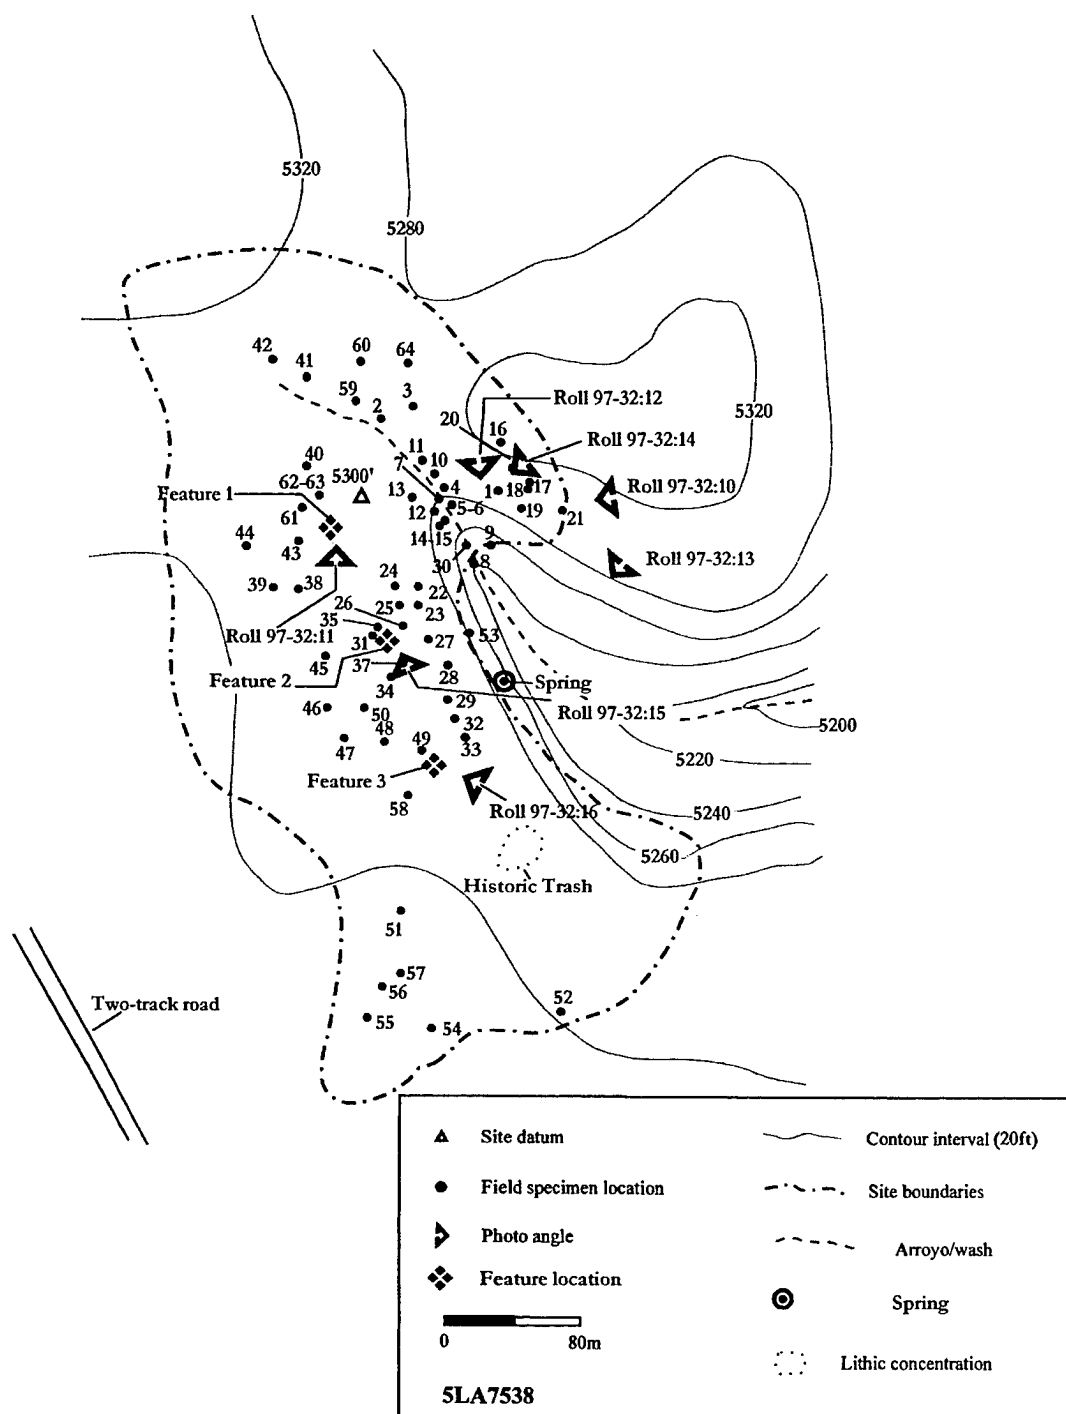 5320
5280
42
41
60
64
59
2
3
5320
Roll 97-32:12
20
16
Roll 97-32:14
11
10
7
40
62-63
5300'
Feature 1
13
4
1
18
17
Roll 97-32:10
61
12
5-6
19
21
44
43
14-15
9
30
8
Roll 97-32:13
39
38
24
22
26
25
23
35
Roll 97-32:11
31
27
53
45
37
28
Feature 2
34
Spring
29
Roll 97-32:15
46
50
32
5200
47
48
49
33
5220
Feature 3
58
Roll 97-32:16
5240
5260
Historic Trash
51
57
56
52
Two-track road
55
54
Site datum
Contour interval (20ft)
Field specimen location
Site boundaries
Photo angle
Arroyo/wash
Feature location
Spring
0
80m
Lithic concentration
5LA7538